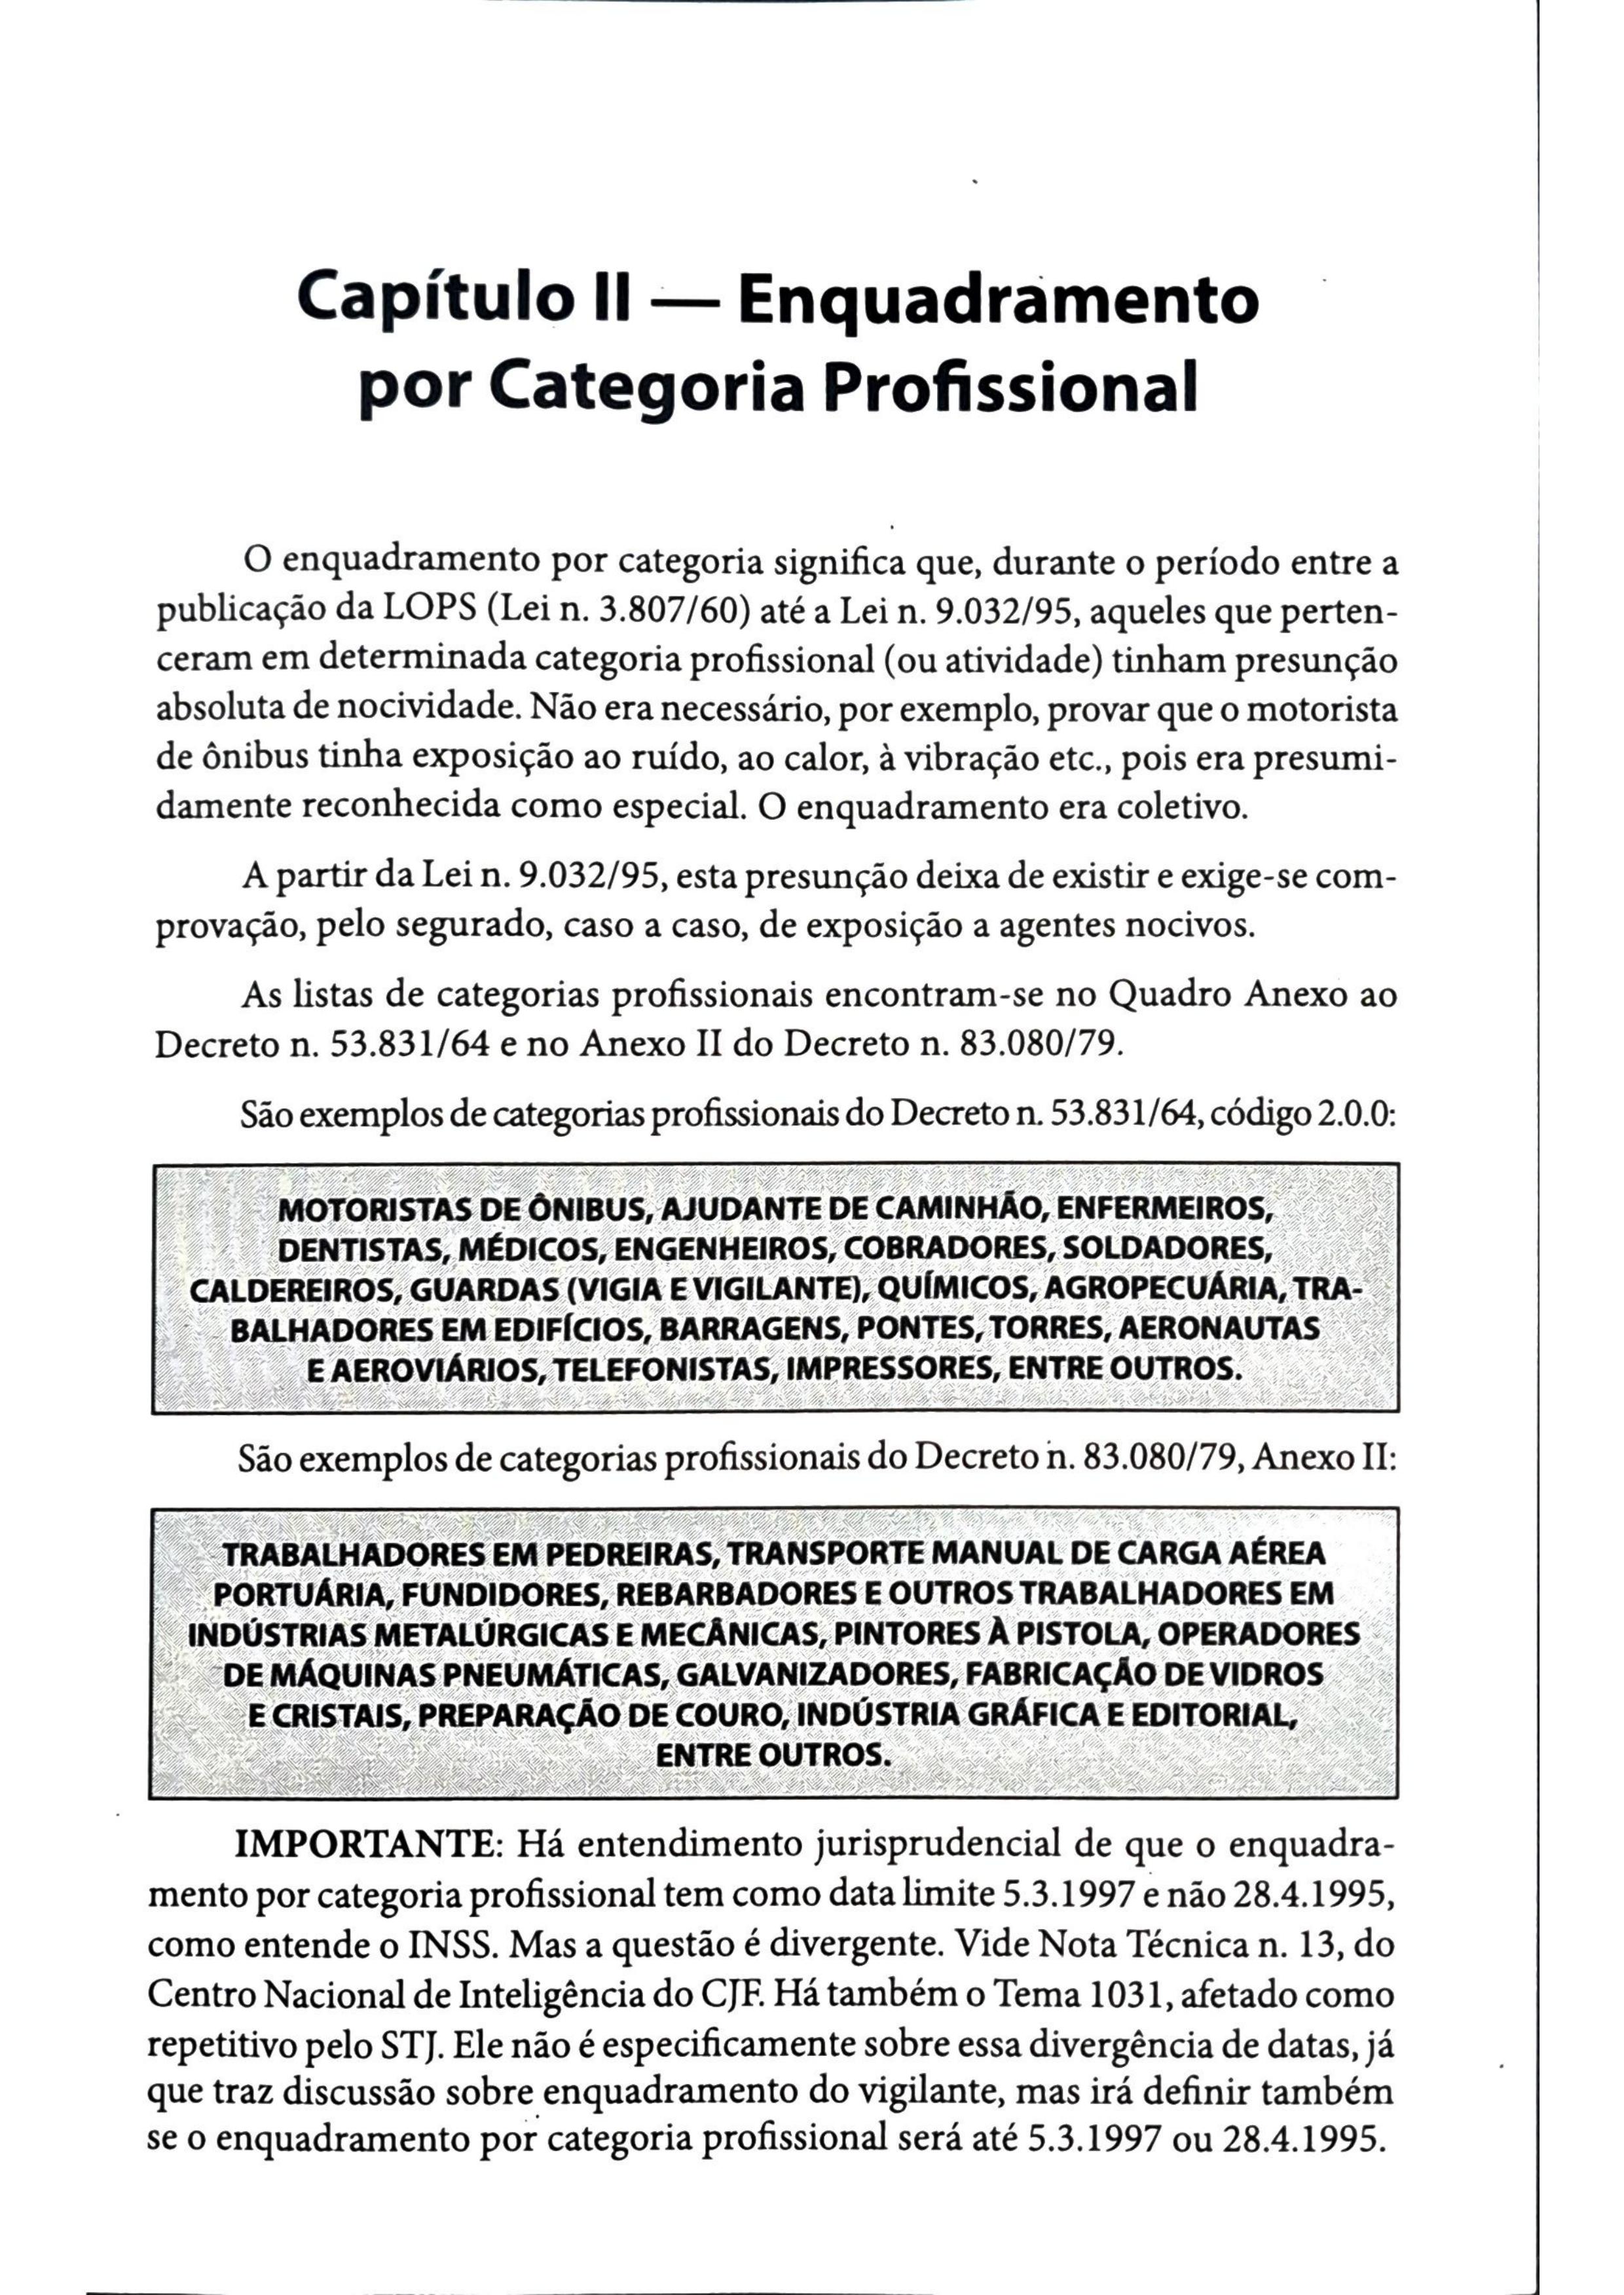 Capítulo II — Enquadramento
por Categoria Profissional
O enquadramento por categoria significa que, durante o período entre a
publicação da LOPS (Lei n. 3.807/60) até a Lei n. 9.032/95, aqueles que perten-
ceram em determinada categoria profissional (ou atividade) tinham presunção
absoluta de nocividade. Não era necessário, por exemplo, provar que o motorista
de ônibus tinha exposição ao ruído, ao calor, à vibração etc., pois era presumi-
damente reconhecida como especial. O enquadramento era coletivo.
A partir da Lei n. 9.032/95, esta presunção deixa de existir e exige-se com-
provação, pelo segurado, caso a caso, de exposição a agentes nocivos.
As listas de categorias profissionais encontram-se no Quadro Anexo ao
Decreto n. 53.831/64 e no Anexo II do Decreto n. 83.080/79.
São exemplos de categorias profissionais do Decreto n. 53.831/64, código 2.0.0:
MOTORISTAS DE ÔNIBUS, AJUDANTE DE CAMINHÃO, ENFERMEIROS,
DENTISTAS, MÉDICOS, ENGENHEIROS, COBRADORES, SOLDADORES,
CALDEREIROS, GUARDAS (VIGIA E VIGILANTE), QUÍMICOS, AGROPECUÁRIA, TRA-
BALHADORES EM EDIFÍCIOS, BARRAGENS, PONTES, TORRES, AERONAUTAS
E AEROVIÁRIOS, TELEFONISTAS, IMPRESSORES, ENTRE OUTROS.
São exemplos de categorias profissionais do Decreto n. 83.080/79, Anexo II:
TRABALHADORES EM PEDREIRAS, TRANSPORTE MANUAL DE CARGA AÉREA
PORTUÁRIA, FUNDIDORES, REBARBADORES E OUTROS TRABALHADORES EM
INDÚSTRIAS METALÚRGICAS E MECÂNICAS, PINTORES À PISTOLA, OPERADORES
DE MÁQUINAS PNEUMÁTICAS, GALVANIZADORES, FABRICAÇÃO DE VIDROS
E CRISTAIS, PREPARAÇÃO DE COURO, INDÚSTRIA GRÁFICA E EDITORIAL,
ENTRE OUTROS.
IMPORTANTE: Há entendimento jurisprudencial de que o enquadra-
mento por categoria profissional tem como data limite 5.3.1997 e não 28.4.1995,
como entende o INSS. Mas a questão é divergente. Vide Nota Técnica n. 13, do
Centro Nacional de Inteligência do CJF. Há também o Tema 1031, afetado como
repetitivo pelo STJ. Ele não é especificamente sobre essa divergência de datas, já
que traz discussão sobre enquadramento do vigilante, mas irá definir também
se o enquadramento por categoria profissional será até 5.3.1997 ou 28.4.1995.